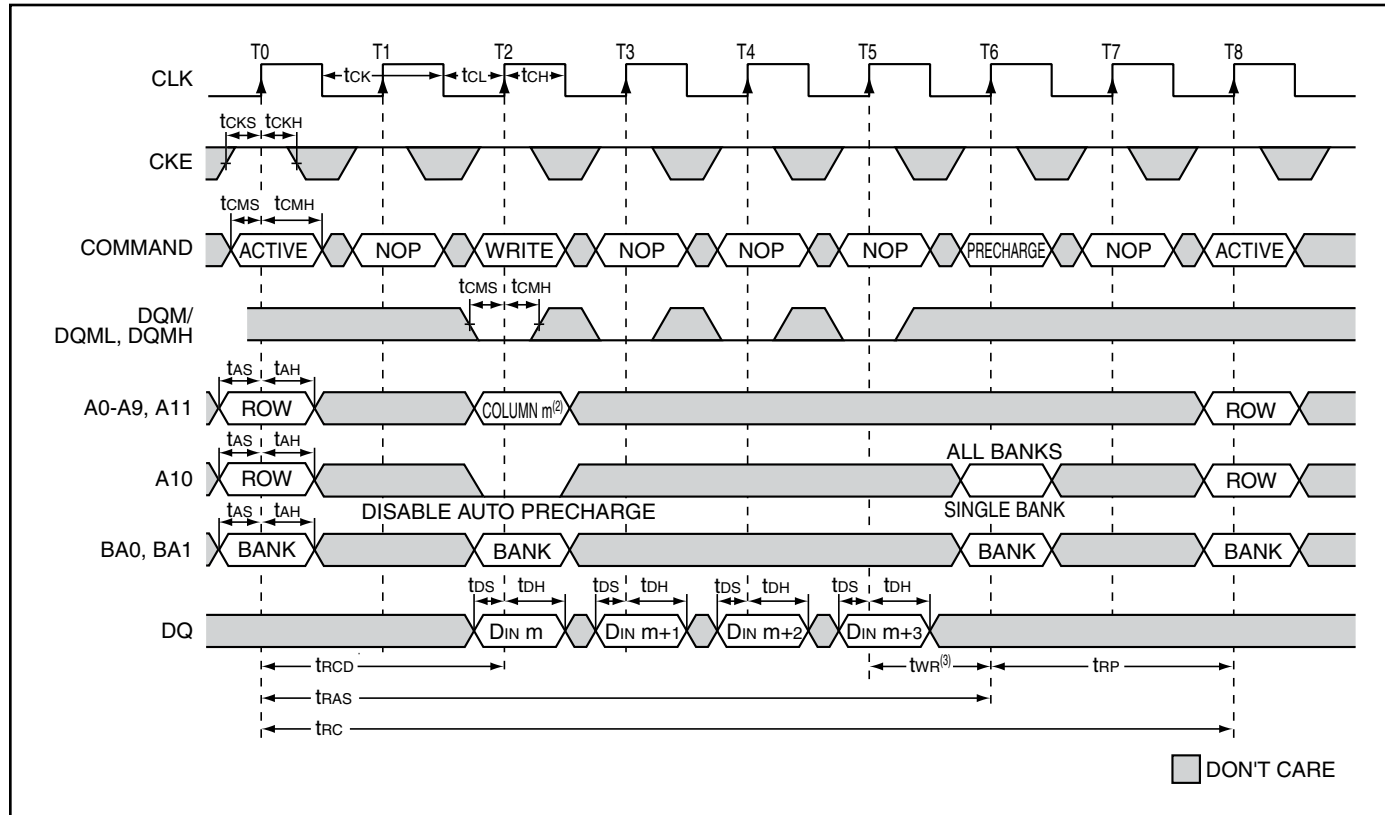 T0 T1 T2 T3 T4 T5 T6 T7 T8
CLK
tCK tCL tCH
tCKS tCKH
CKE
tCMS tCMH
COMMAND ACTIVE NOP WRITE NOP NOP NOP PRECHARGE NOP ACTIVE
tCMS tCMH
DQM/
DQML, DQMH
tAS tAH
A0-A9, A11 ROW COLUMN m(2) ROW
tAS tAH ALL BANKS
A10 ROW ROW
tAS tAH DISABLE AUTO PRECHARGE SINGLE BANK
BA0, BA1 BANK BANK BANK BANK
tDS tDH tDS tDH tDS tDH tDS tDH
DQ DIN m DIN m+1 DIN m+2 DIN m+3
tRCD tWR(3) tRP
tRAS
tRC
DON'T CARE